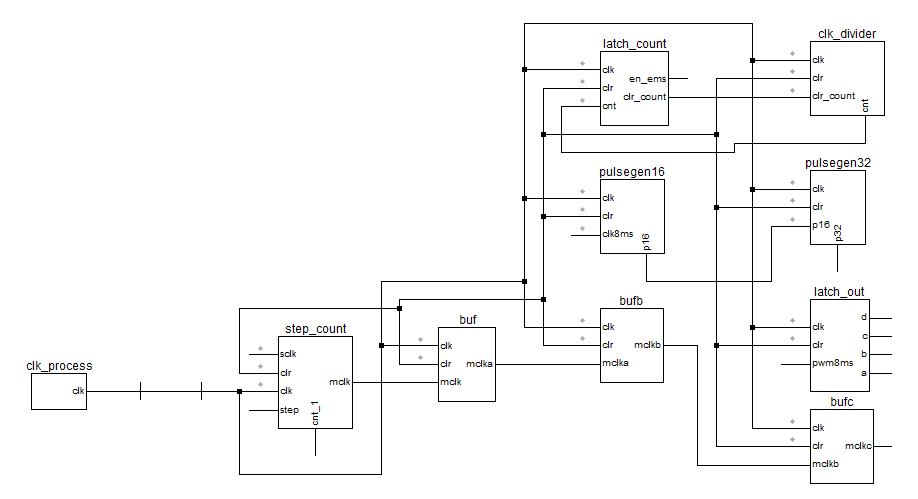 clk_process
clk
step_count
sclk
clr
clk
step
mclk
cnt_1
buf
clk
clr
mclk
mclka
latch_count
clk
clr
cnt
en_ems
clr_count
pulsegen16
clk
clr
clk8ms
p16
bufb
clk
clr
mclka
mclkb
clk_divider
clk
clr
clr_count
cnt
pulsegen32
clk
clr
p16
p32
latch_out
clk
clr
pwm8ms
d
c
b
a
bufc
clk
clr
mclkb
mclkc